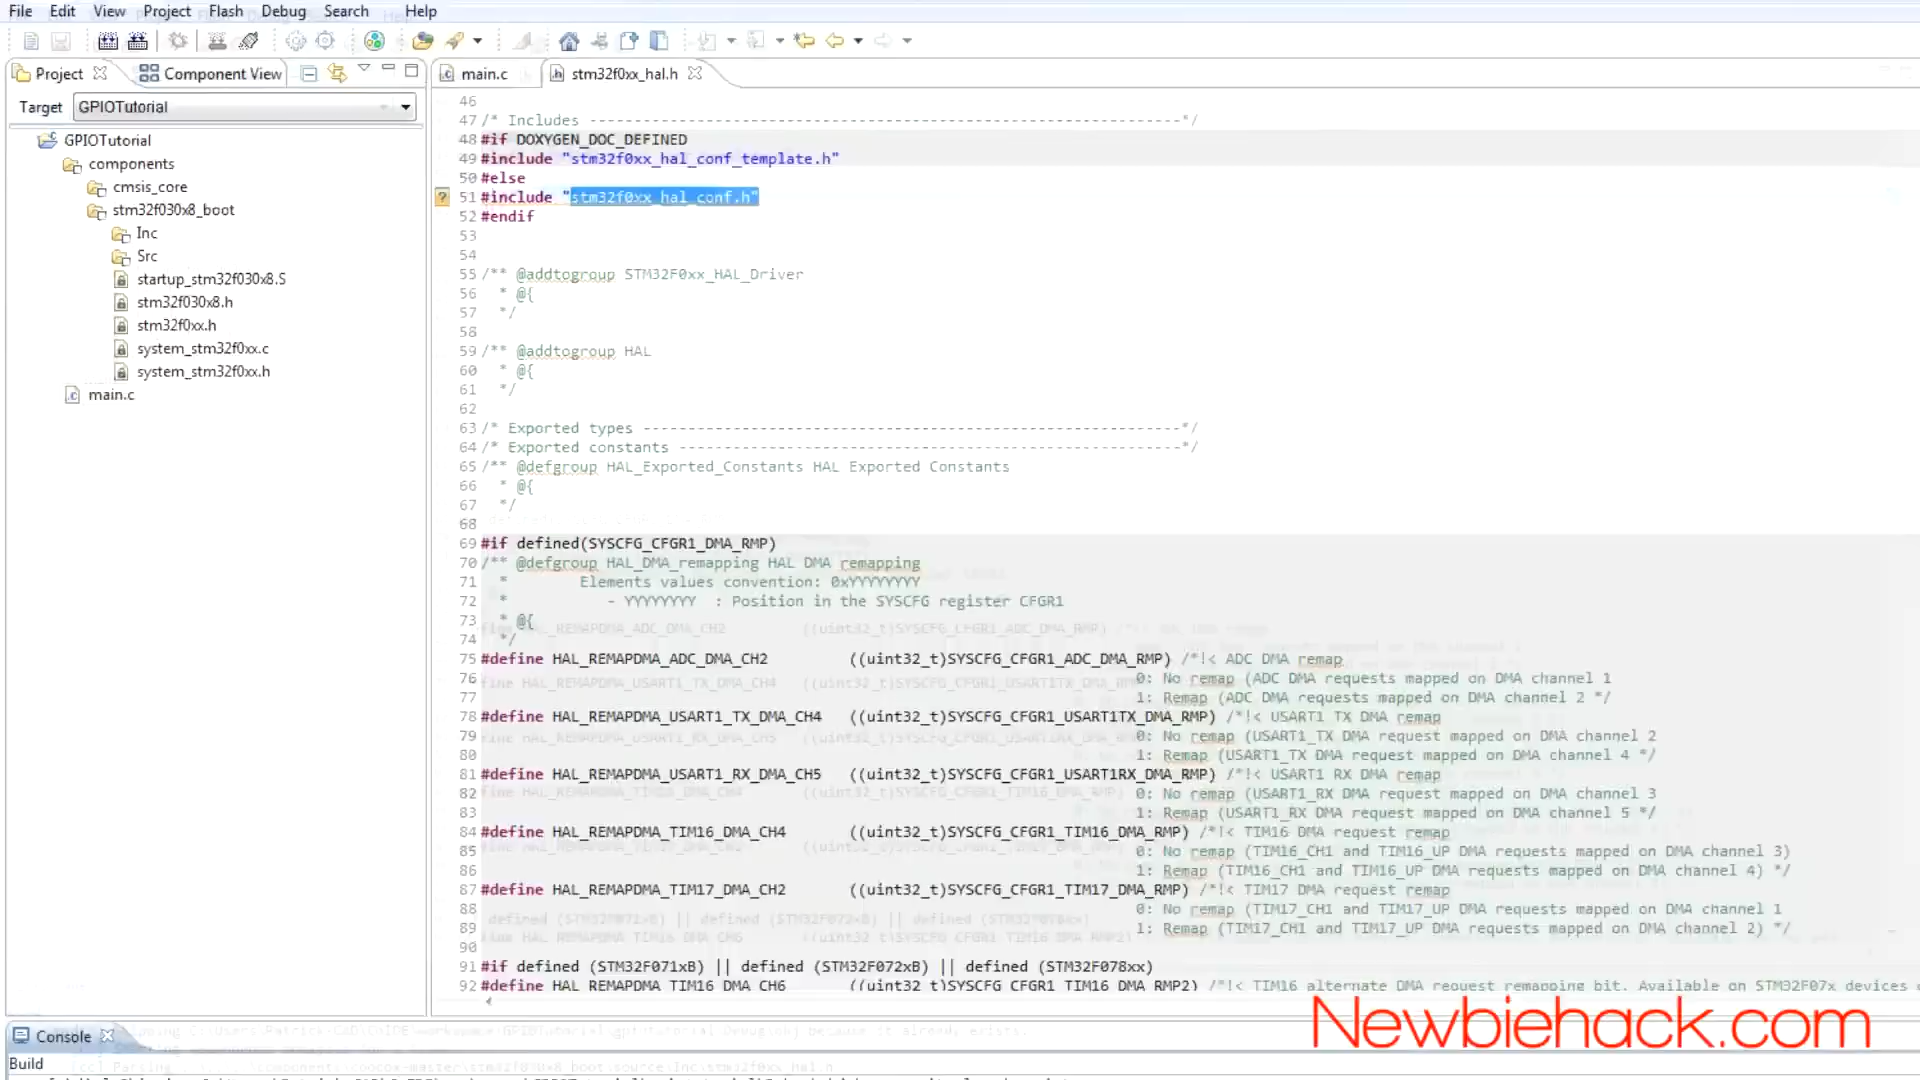 File Edit View Project Flash Debug Search Help
Project Component View
main.c stm32f0xx_hal.h
Target GPIOTutorial
GPIOTutorial
components
cmsis_core
stm32f030x8_boot
Inc
Src
startup_stm32f030x8.S
stm32f030x8.h
stm32f0xx.h
system_stm32f0xx.c
system_stm32f0xx.h
main.c
46
47 /* Includes ------------------------------------------------------------------*/
48 #if DOXYGEN_DOC_DEFINED
49 #include "stm32f0xx_hal_conf_template.h"
50 #else
51 #include "stm32f0xx_hal_conf.h"
52 #endif
53
54
55 /** @addtogroup STM32F0xx_HAL_Driver
56 * @{
57 */
58
59 /** @addtogroup HAL
60 * @{
61 */
62
63 /* Exported types ------------------------------------------------------------*/
64 /* Exported constants --------------------------------------------------------*/
65 /** @defgroup HAL_Exported_Constants HAL Exported Constants
66 * @{
67 */
68
69 #if defined(SYSCFG_CFGR1_DMA_RMP)
70 /** @defgroup HAL_DMA_remapping HAL DMA remapping
71 * Elements values convention: 0xYYYYYYYY
72 * - YYYYYYYY : Position in the SYSCFG register CFGR1
73 * @{
74 */
75 #define HAL_REMAPDMA_ADC_DMA_CH2 ((uint32_t)SYSCFG_CFGR1_ADC_DMA_RMP) /*!< ADC DMA remap
76 0: No remap (ADC DMA requests mapped on DMA channel 1
77 1: Remap (ADC DMA requests mapped on DMA channel 2 */
78 #define HAL_REMAPDMA_USART1_TX_DMA_CH4 ((uint32_t)SYSCFG_CFGR1_USART1TX_DMA_RMP) /*!< USART1 TX DMA remap
79 0: No remap (USART1_TX DMA request mapped on DMA channel 2
80 1: Remap (USART1_TX DMA request mapped on DMA channel 4 */
81 #define HAL_REMAPDMA_USART1_RX_DMA_CH5 ((uint32_t)SYSCFG_CFGR1_USART1RX_DMA_RMP) /*!< USART1 RX DMA remap
82 0: No remap (USART1_RX DMA request mapped on DMA channel 3
83 1: Remap (USART1_RX DMA request mapped on DMA channel 5 */
84 #define HAL_REMAPDMA_TIM16_DMA_CH4 ((uint32_t)SYSCFG_CFGR1_TIM16_DMA_RMP) /*!< TIM16 DMA request remap
85 0: No remap (TIM16_CH1 and TIM16_UP DMA requests mapped on DMA channel 3)
86 1: Remap (TIM16_CH1 and TIM16_UP DMA requests mapped on DMA channel 4) */
87 #define HAL_REMAPDMA_TIM17_DMA_CH2 ((uint32_t)SYSCFG_CFGR1_TIM17_DMA_RMP) /*!< TIM17 DMA request remap
88 0: No remap (TIM17_CH1 and TIM17_UP DMA requests mapped on DMA channel 1
89 1: Remap (TIM17_CH1 and TIM17_UP DMA requests mapped on DMA channel 2) */
90
91 #if defined (STM32F071xB) || defined (STM32F072xB) || defined (STM32F078xx)
92 #define HAL_REMAPDMA_TIM16_DMA_CH6 ((uint32_t)SYSCFG_CFGR1_TIM16_DMA_RMP2) /*!< TIM16 alternate DMA request remapping bit. Available on STM32F07x devices
Newbiehack.com
Console
Build